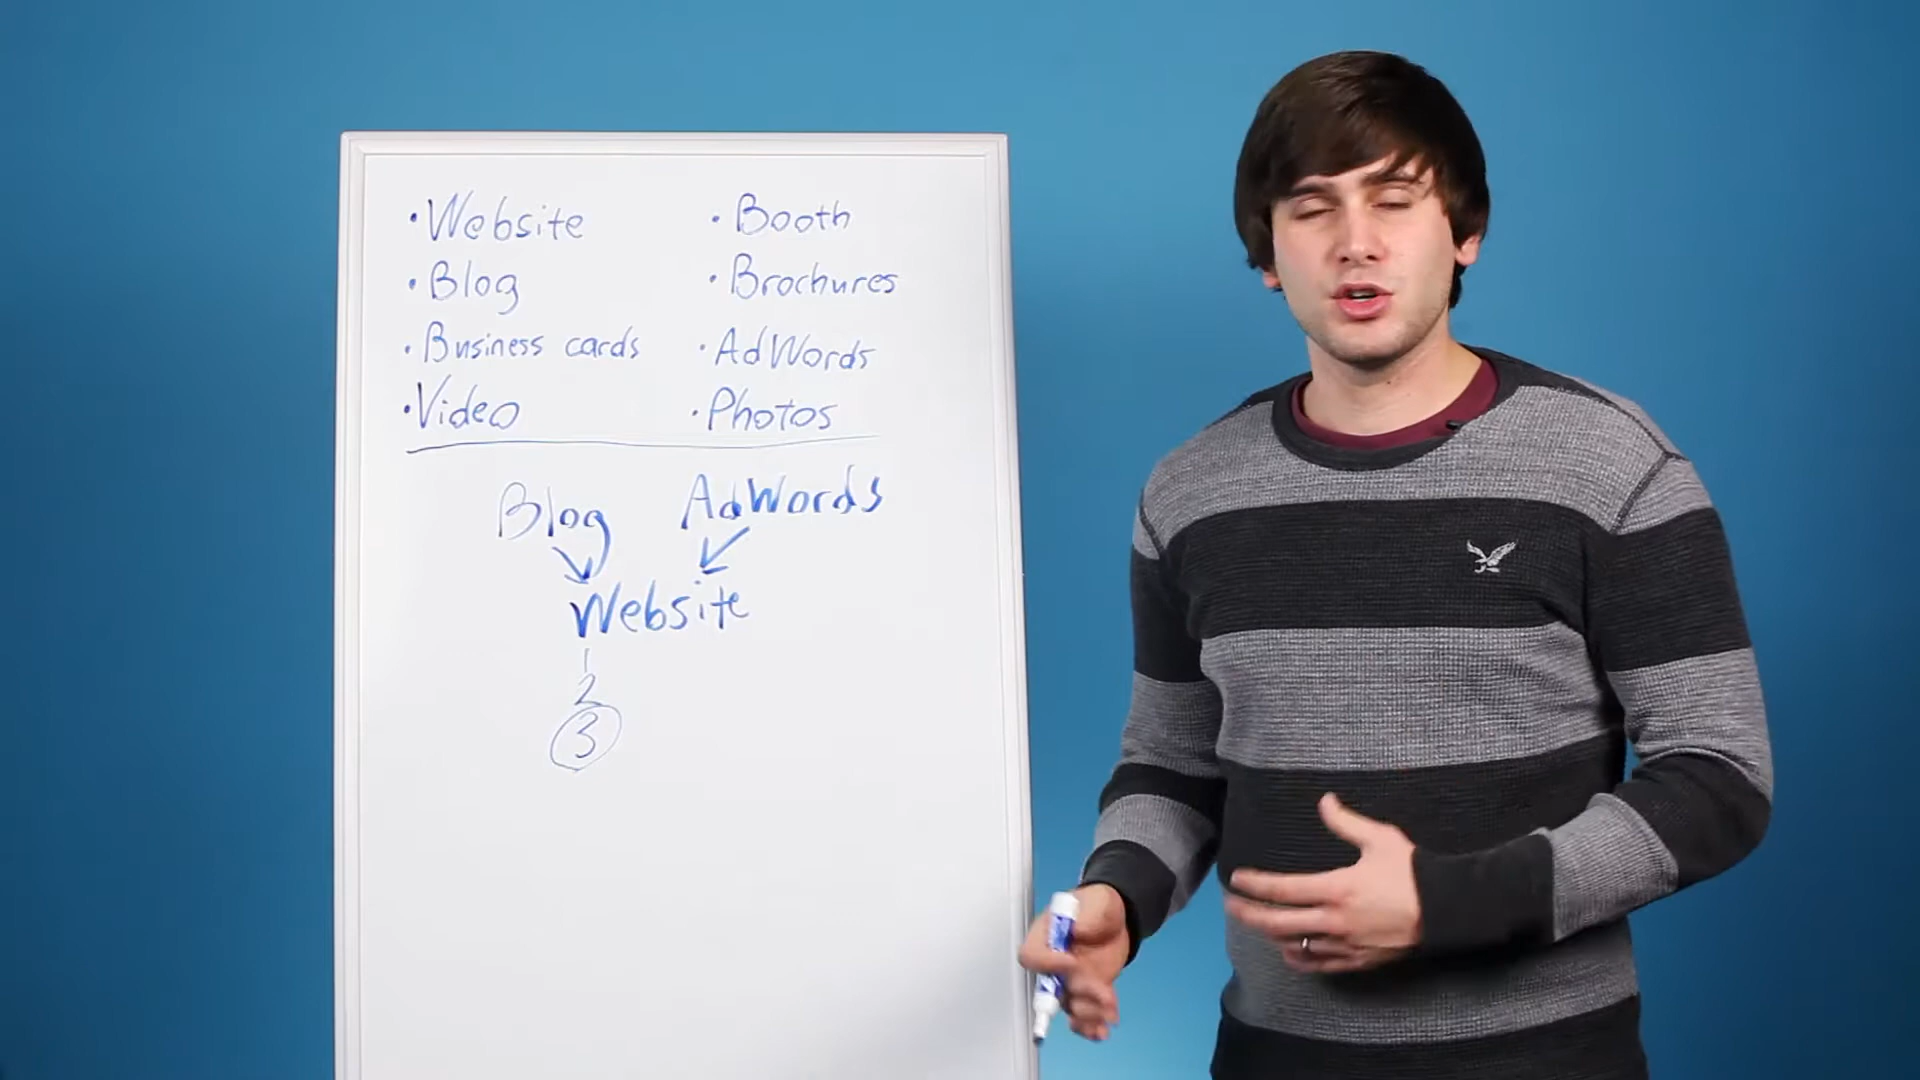 · Website
· Blog
· Business cards
· Video
· Booth
· Brochures
· AdWords
· Photos
Blog AdWords
Website
1
2
3